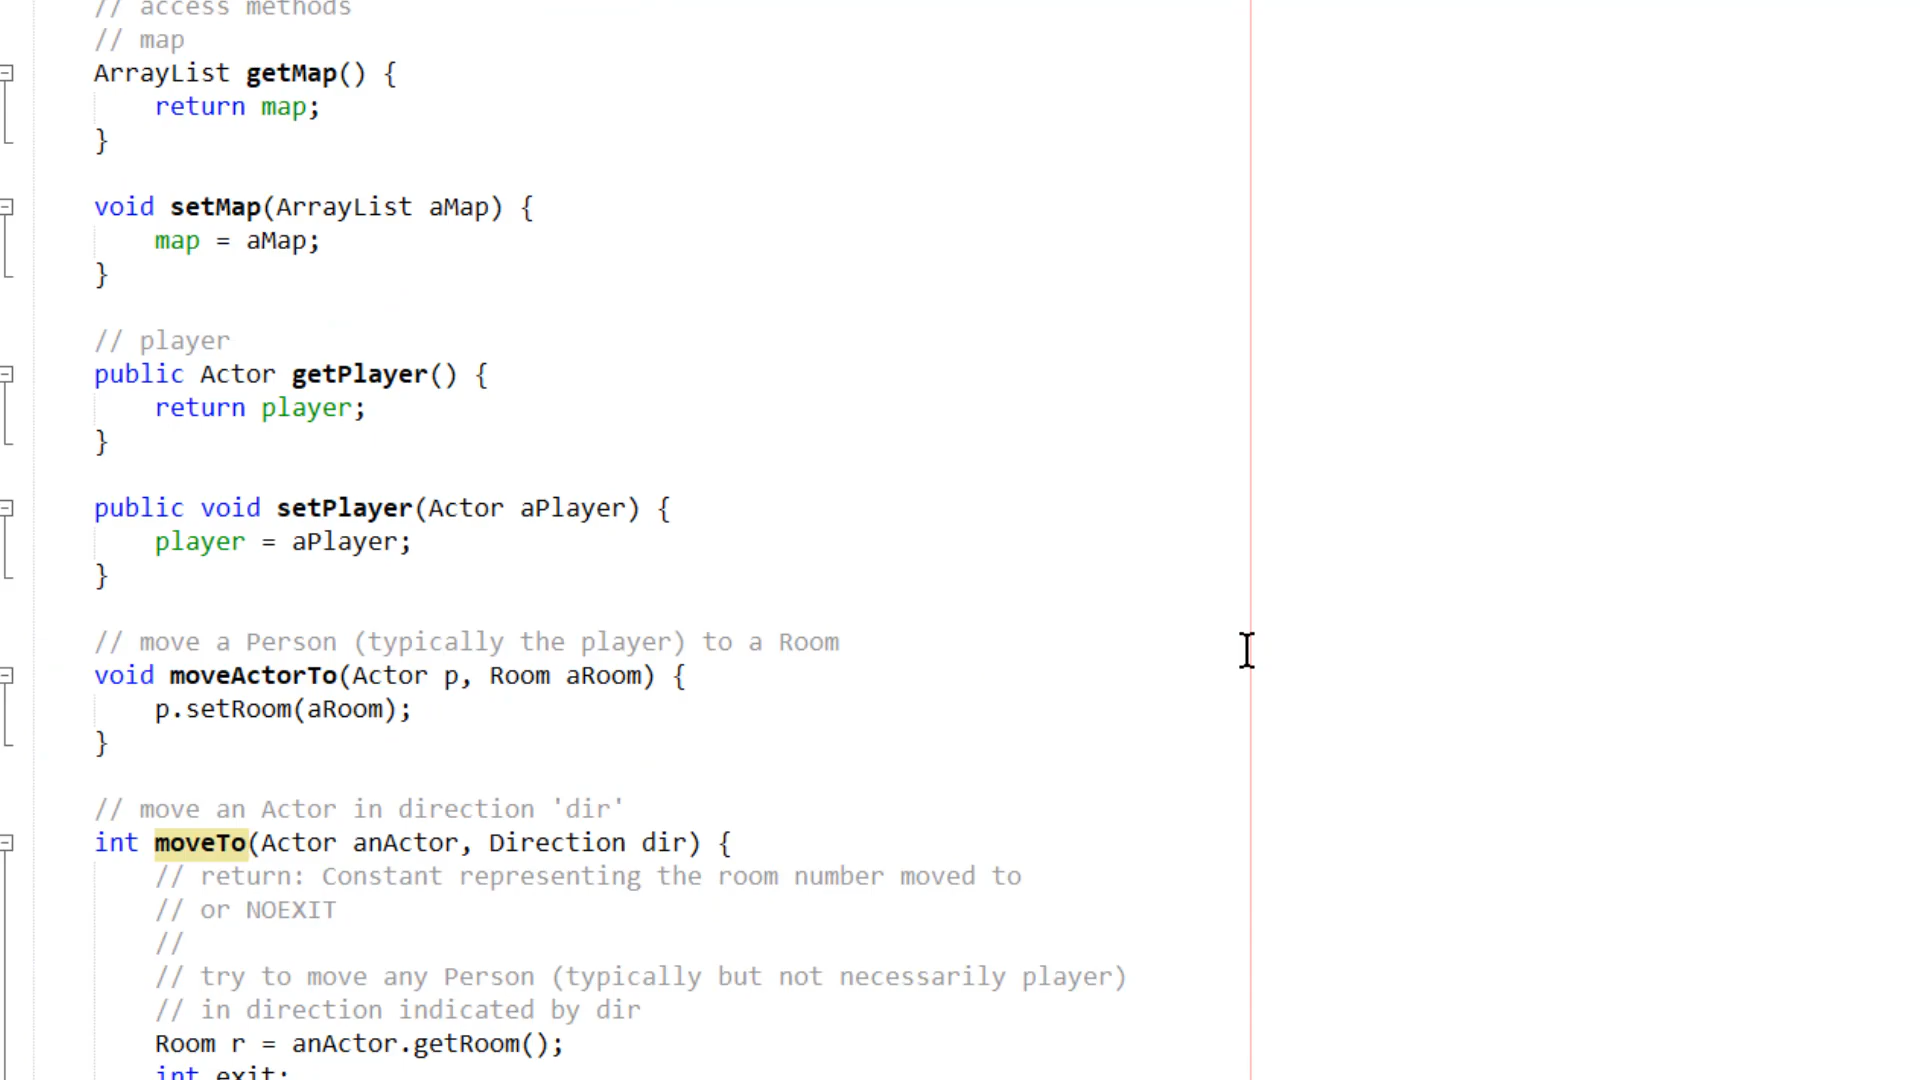 // access methods
// map
ArrayList getMap() {
return map;
}
void setMap(ArrayList aMap) {
map = aMap;
}
// player
public Actor getPlayer() {
return player;
}
public void setPlayer(Actor aPlayer) {
player = aPlayer;
}
// move a Person (typically the player) to a Room
void moveActorTo(Actor p, Room aRoom) {
p.setRoom(aRoom);
}
// move an Actor in direction 'dir'
int moveTo(Actor anActor, Direction dir) {
// return: Constant representing the room number moved to
// or NOEXIT
//
// try to move any Person (typically but not necessarily player)
// in direction indicated by dir
Room r = anActor.getRoom();
int exit;